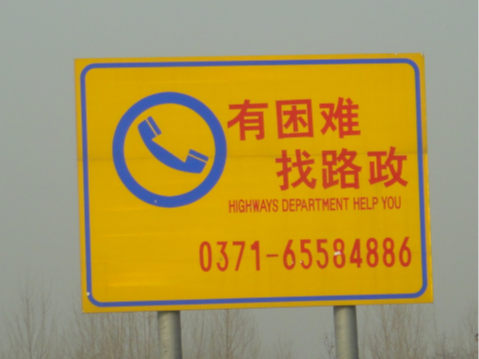 有困难
找路政
HIGHWAYS DEPARTMENT HELP YOU
0371-65584886